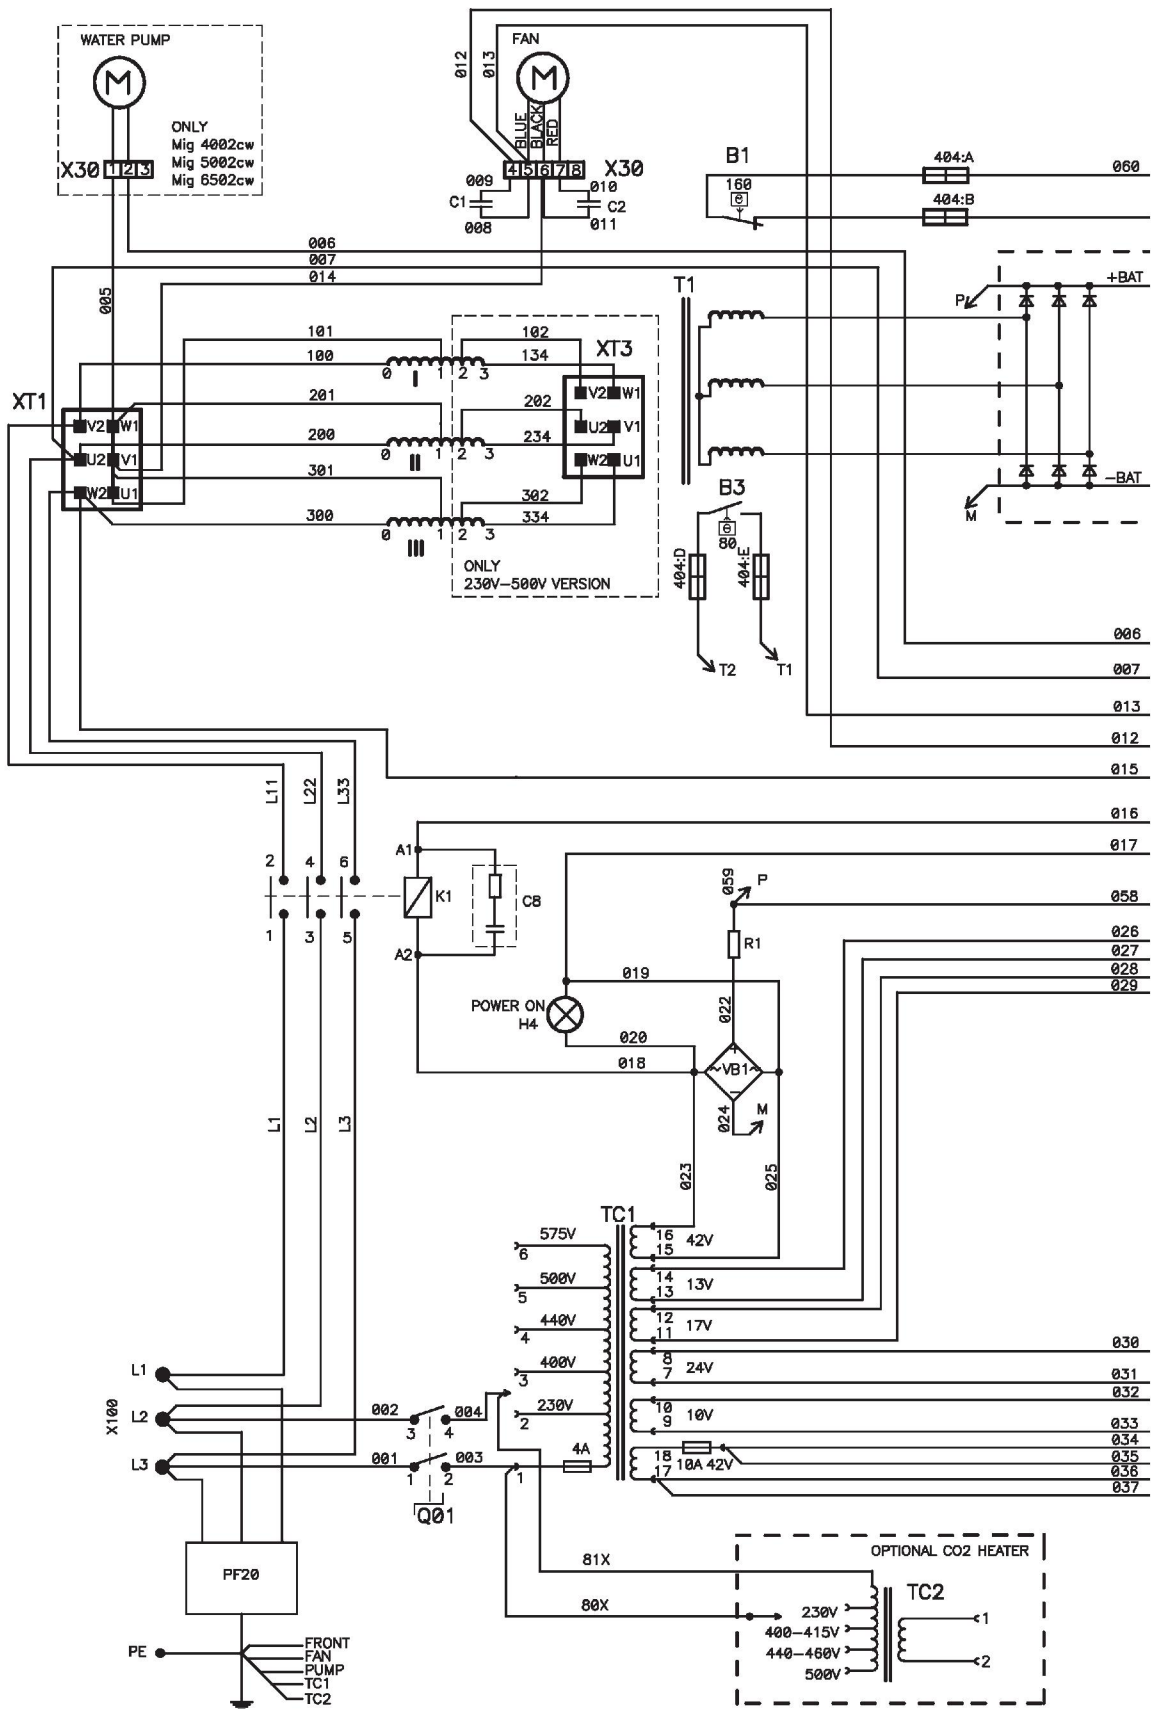 WATER PUMP
M
ONLY
Mig 4002cw
Mig 5002cw
Mig 6502cw
X30 1 2 3
012
013
FAN
M
BLUE
BLACK
RED
4 5 6 7 8 X30
009
C1
008
010
C2
011
B1
160
404:A
060
404:B
006
007
014
005
T1
P
+BAT
-BAT
M
101
100
0 I 1 2 3
102
134
XT3
V2 W1
U2 V1
W2 U1
XT1
V2 W1
U2 V1
W2 U1
201
200
0 II 1 2 3
202
234
301
300
0 III 1 2 3
302
334
ONLY
230V-500V VERSION
B3
80
404:D
404:E
T2
T1
006
007
013
012
015
016
017
L11
L22
L33
2 4 6
1 3 5
A1
K1
A2
C8
059
P
058
R1
026
027
028
029
019
POWER ON
H4
020
018
022
+
~VB1~
-
024
M
023
025
L1
L2
L3
TC1
575V
6
500V
5
440V
4
400V
3
230V
2
4A
1
16
15
42V
14
13
13V
12
11
17V
8
7
24V
10
9
10V
18
17
10A 42V
030
031
032
033
034
035
036
037
X100
L1
L2
L3
002
3 4
004
001
1 2
003
Q01
PF20
PE
FRONT
FAN
PUMP
TC1
TC2
81X
80X
OPTIONAL CO2 HEATER
TC2
230V
400-415V
440-460V
500V
1
2